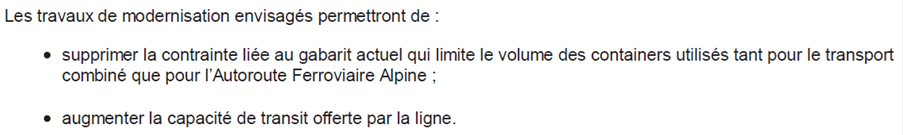 Les travaux de modernisation envisagés permettront de :
• supprimer la contrainte liée au gabarit actuel qui limite le volume des containers utilisés tant pour le transport
combiné que pour l'Autoroute Ferroviaire Alpine ;
• augmenter la capacité de transit offerte par la ligne.